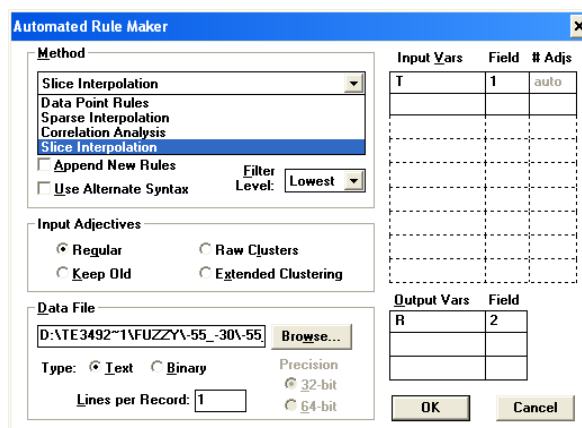 Automated Rule Maker
Method
Slice Interpolation
Data Point Rules
Sparse Interpolation
Correlation Analysis
Slice Interpolation
Append New Rules
Use Alternate Syntax
Filter Level: Lowest
Input Adjectives
Regular
Raw Clusters
Keep Old
Extended Clustering
Data File
D:\TE3492~1\FUZZY\-55_-30\-55_
Browse...
Type: Text Binary
Lines per Record: 1
Precision
32-bit
64-bit
Input Vars Field # Adjs
T 1 auto
Output Vars Field
R 2
OK Cancel